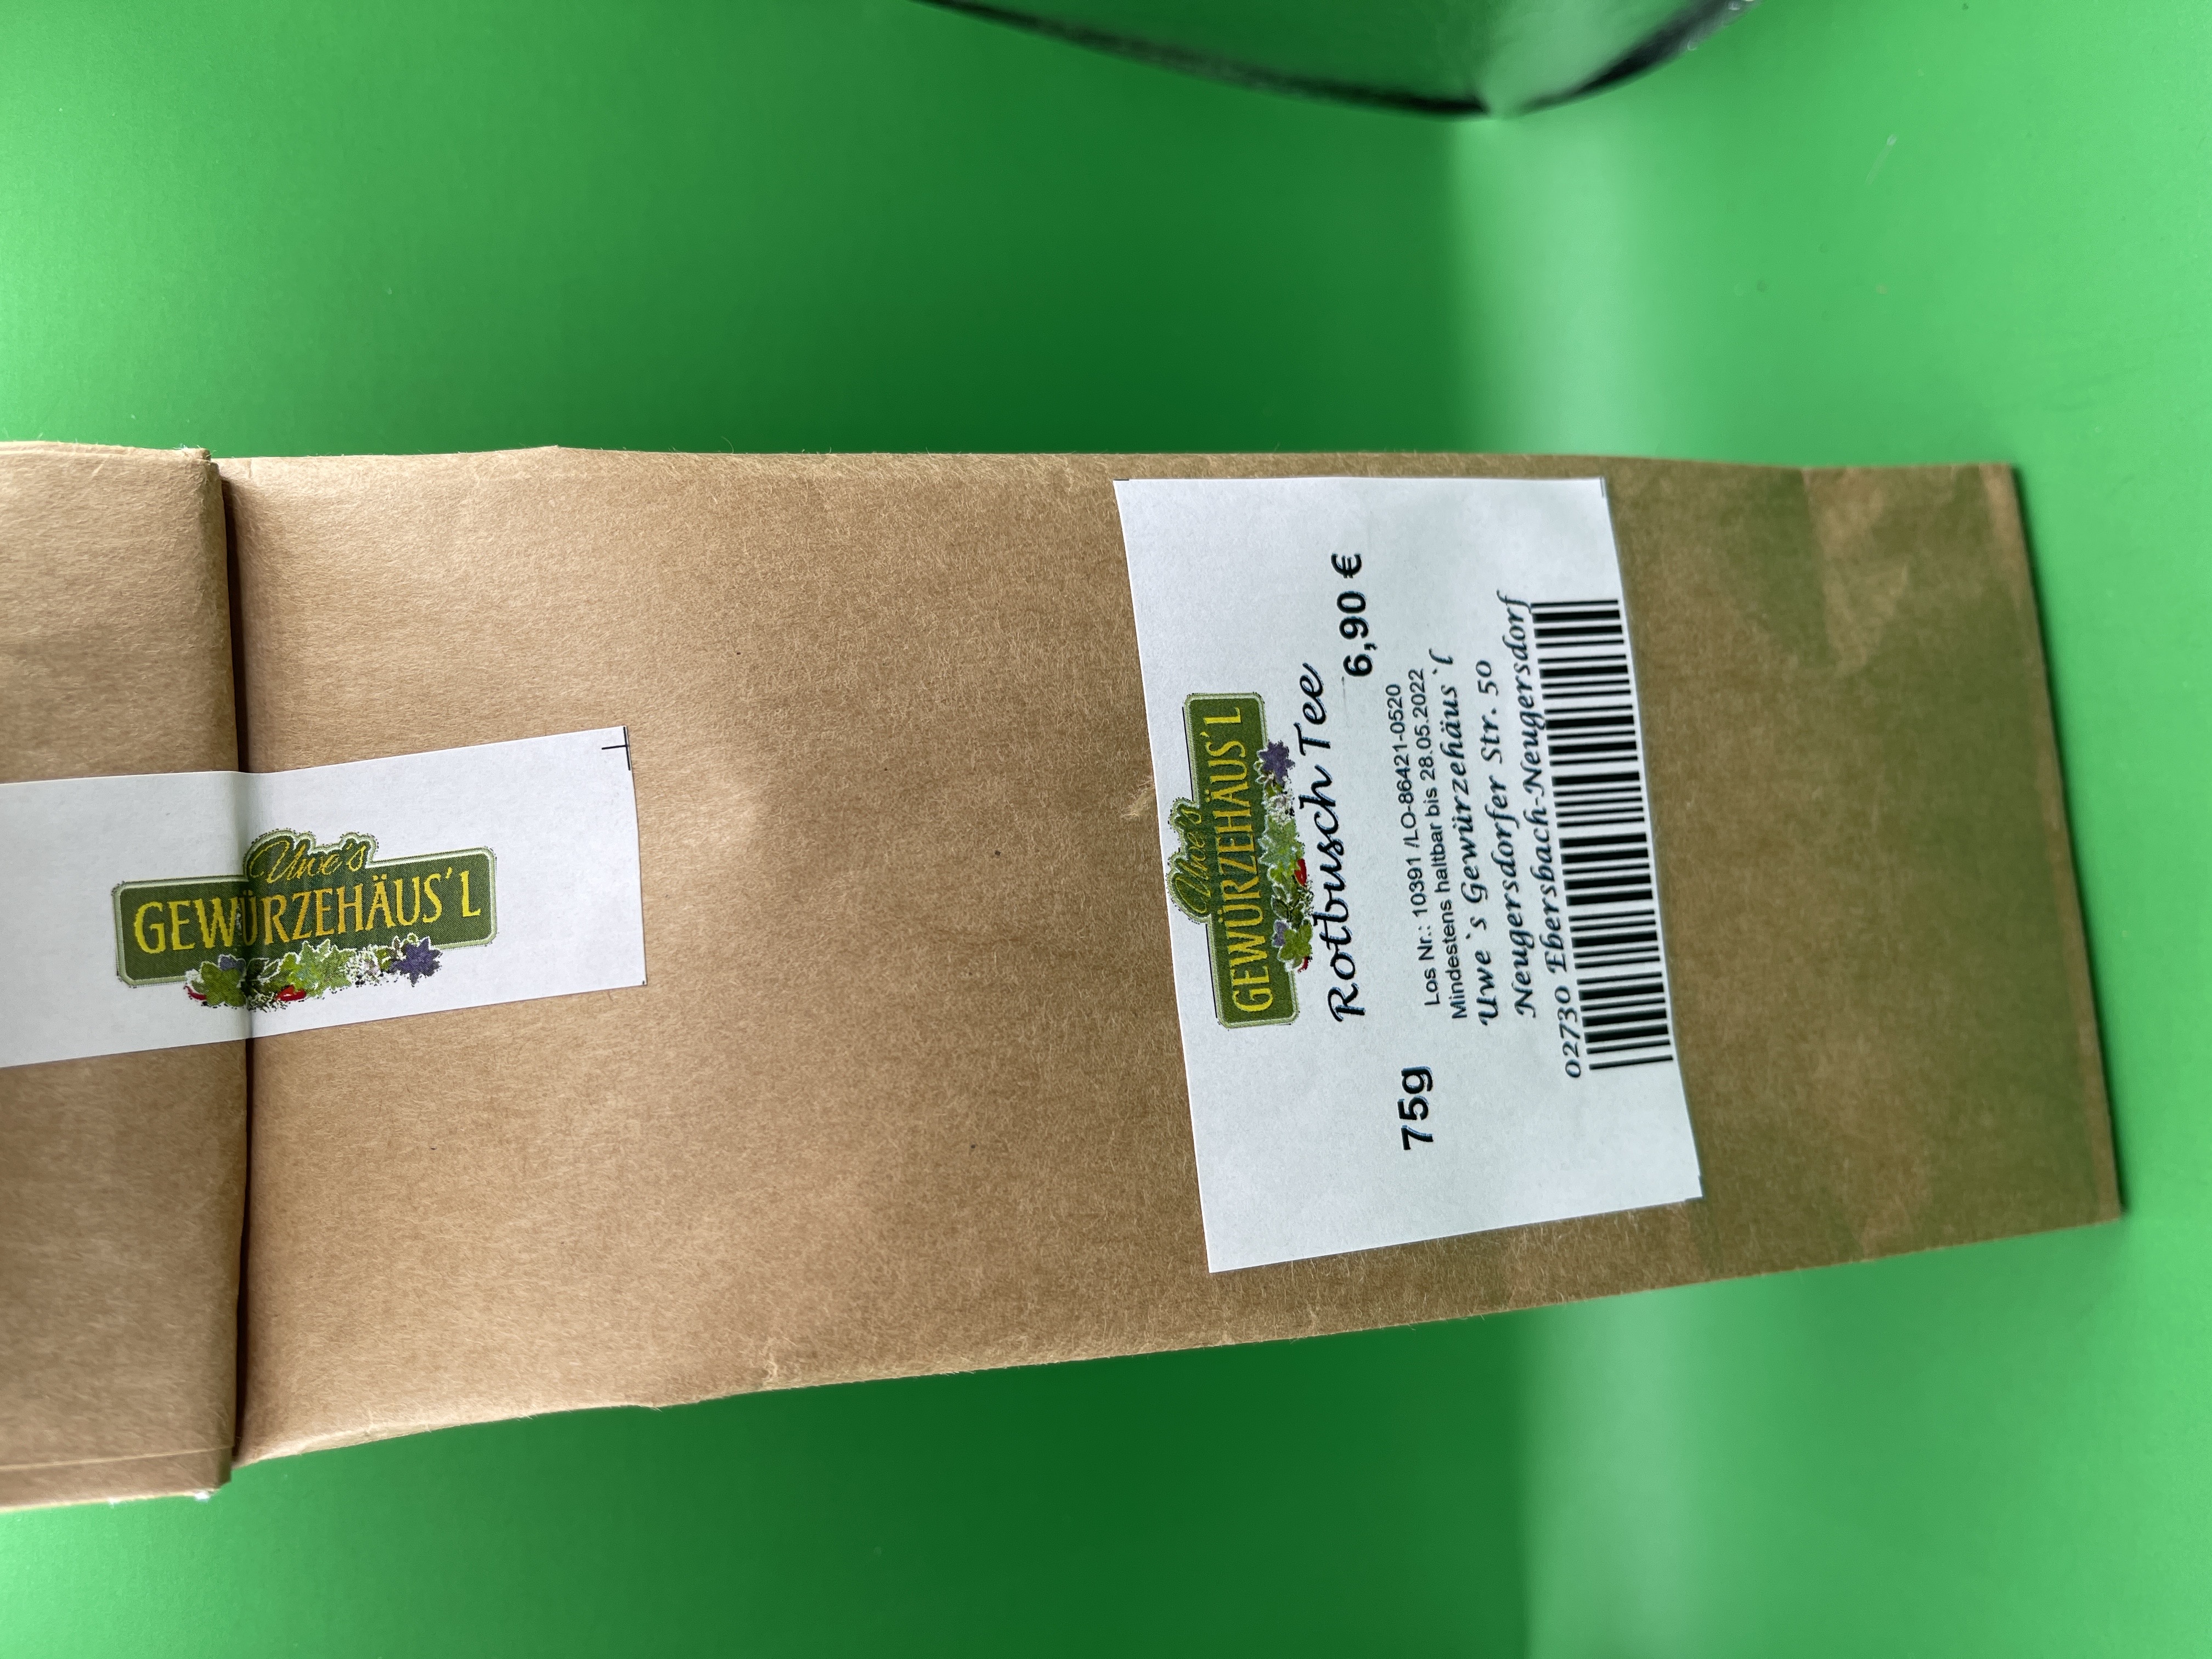 Uwe's
GEWÜRZEHÄUS'L
Uwe's
GEWÜRZEHÄUS'L
Rotbusch Tee
6,90 €
75g
Los Nr.: 10391 /LO-86421-0520
Mindestens haltbar bis 28.05.2022
Uwe`s Gewürzehäus`l
Neugersdorfer Str. 50
02730 Ebersbach-Neugersdorf